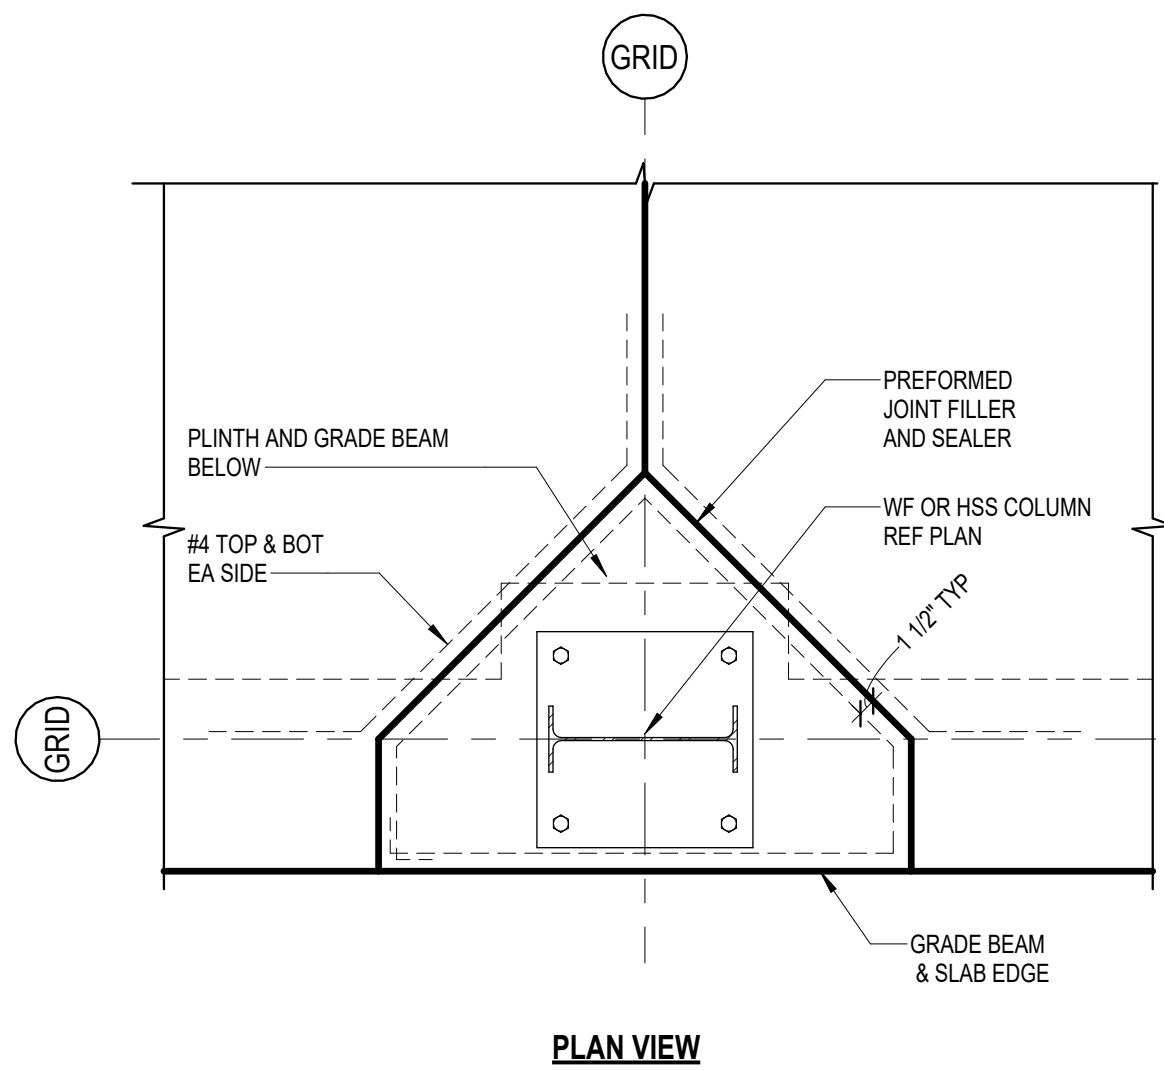 GRID
PREFORMED
JOINT FILLER
AND SEALER
PLINTH AND GRADE BEAM
BELOW
WF OR HSS COLUMN
REF PLAN
#4 TOP & BOT
EA SIDE
1 1/2" TYP
GRID
GRADE BEAM
& SLAB EDGE
PLAN VIEW